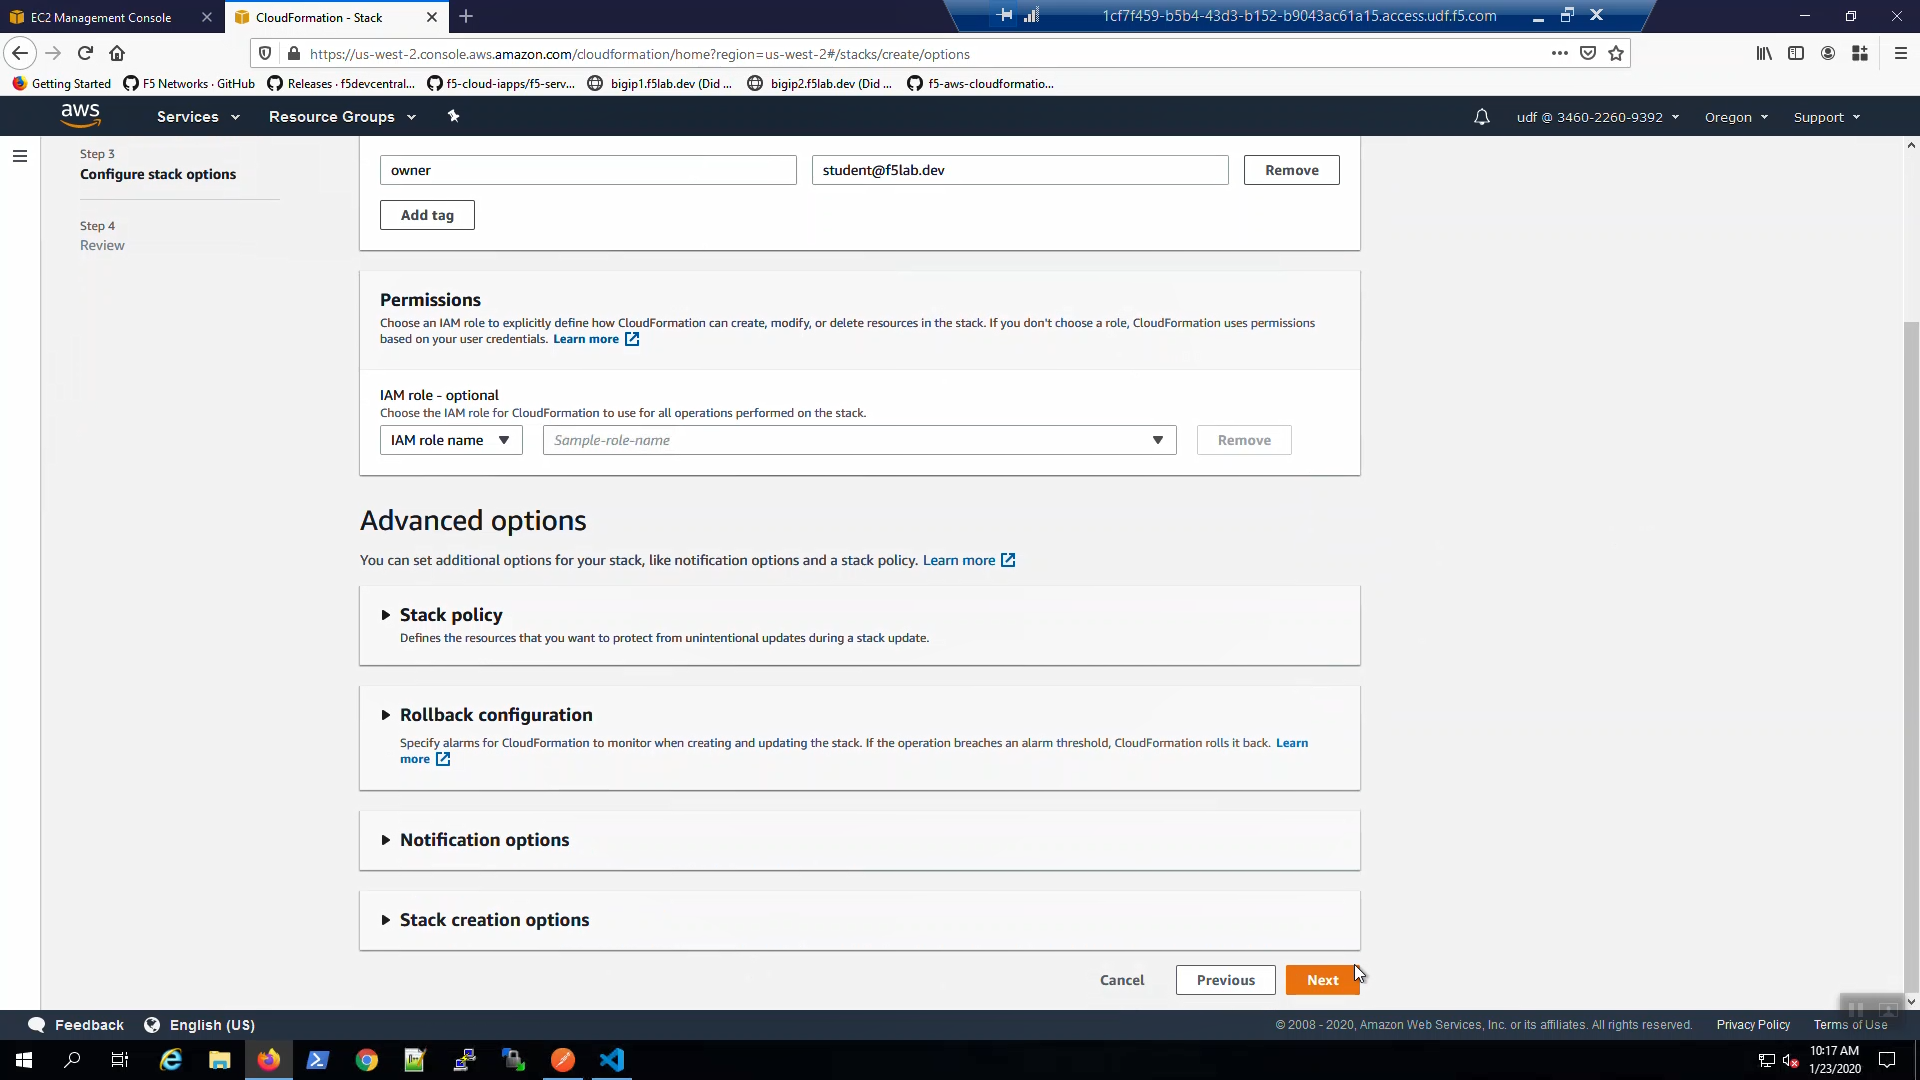 EC2 Management Console
CloudFormation - Stack
1cf7f459-b5b4-43d3-b152-b9043ac61a15.access.udf.f5.com
https://us-west-2.console.aws.amazon.com/cloudformation/home?region=us-west-2#/stacks/create/options
Getting Started
F5 Networks · GitHub
Releases · f5devcentral...
f5-cloud-iapps/f5-serv...
bigip1.f5lab.dev (Did ...
bigip2.f5lab.dev (Did ...
f5-aws-cloudformatio...
aws
Services
Resource Groups
udf @ 3460-2260-9392
Oregon
Support
Step 3
Configure stack options
Step 4
Review
owner
student@f5lab.dev
Remove
Add tag
Permissions
Choose an IAM role to explicitly define how CloudFormation can create, modify, or delete resources in the stack. If you don't choose a role, CloudFormation uses permissions
based on your user credentials. Learn more
IAM role - optional
Choose the IAM role for CloudFormation to use for all operations performed on the stack.
IAM role name
Sample-role-name
Remove
Advanced options
You can set additional options for your stack, like notification options and a stack policy. Learn more
Stack policy
Defines the resources that you want to protect from unintentional updates during a stack update.
Rollback configuration
Specify alarms for CloudFormation to monitor when creating and updating the stack. If the operation breaches an alarm threshold, CloudFormation rolls it back. Learn
more
Notification options
Stack creation options
Cancel
Previous
Next
Feedback
English (US)
© 2008 - 2020, Amazon Web Services, Inc. or its affiliates. All rights reserved.
Privacy Policy
Terms of Use
10:17 AM
1/23/2020